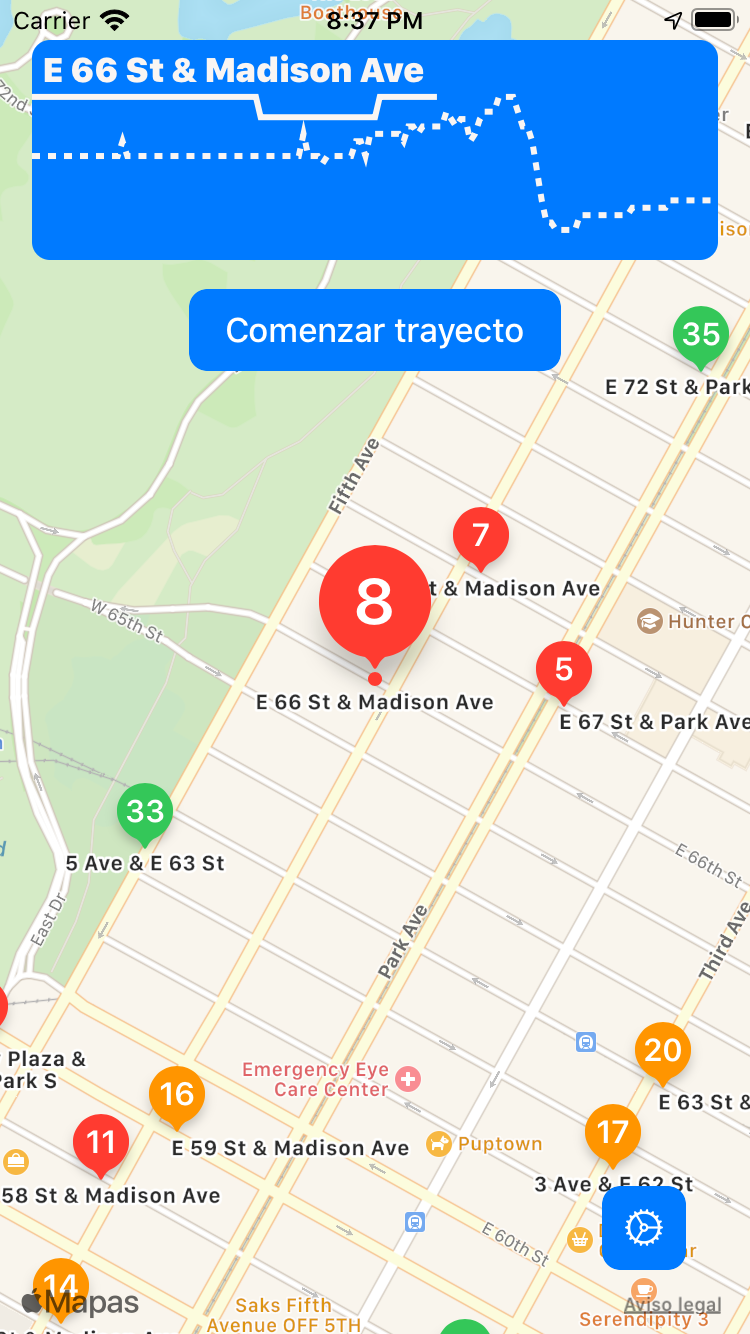 Boathouse
Carrier
8:37 PM
72nd
E 66 St & Madison Ave
Comenzar trayecto
35
E 72 St & Park
Fifth Ave
7
t & Madison Ave
8
W 65th St
Hunter C
5
E 66 St & Madison Ave
E 67 St & Park Ave
33
5 Ave & E 63 St
E 66th St
East Dr
Park Ave
Third Ave
20
Plaza &
Park S
Emergency Eye
Care Center
16
E 63 St &
11
17
E 59 St & Madison Ave
Puptown
58 St & Madison Ave
3 Ave & E 62 St
E 60th St
14
Mapas
Saks Fifth
Avenue OFF 5TH
Aviso legal
Serendipity 3